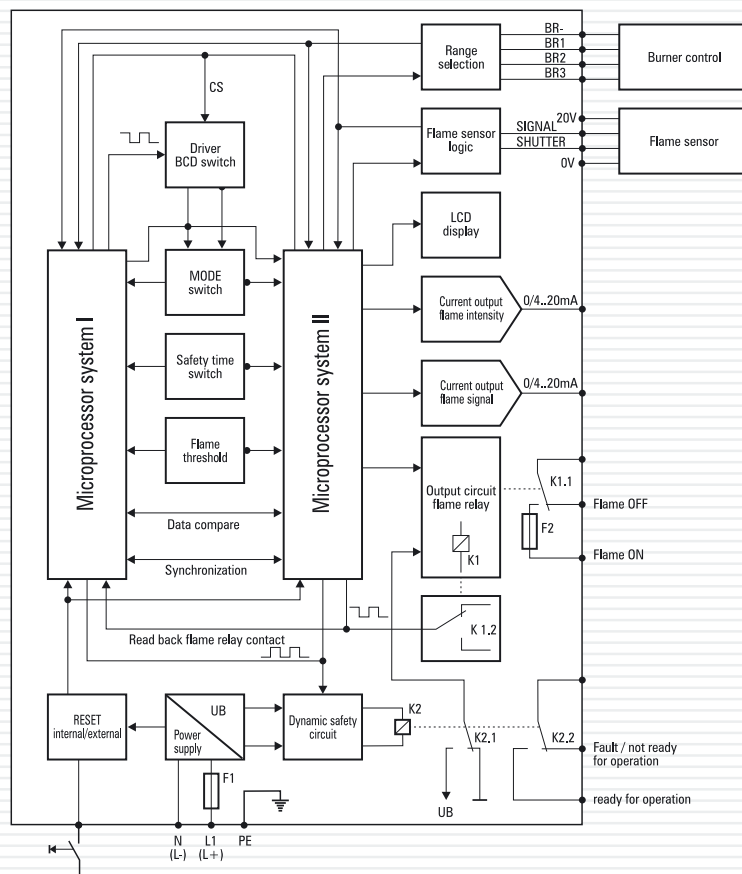 BR-
BR1
BR2
BR3
Range
selection
Burner control
CS
20V
SIGNAL
SHUTTER
0V
Flame sensor
logic
Flame sensor
Driver
BCD switch
LCD
display
MODE
switch
Current output
flame intensity
0/4..20mA
Microprocessor system I
Microprocessor system II
Safety time
switch
Current output
flame signal
0/4..20mA
Flame
threshold
Output circuit
flame relay
K1
K1.1
Flame OFF
F2
Flame ON
Data compare
Synchronization
K 1.2
Read back flame relay contact
RESET
internal/external
UB
Power
supply
Dynamic safety
circuit
K2
K2.1
K2.2
Fault / not ready
for operation
UB
ready for operation
F1
N
(L-)
L1
(L+)
PE